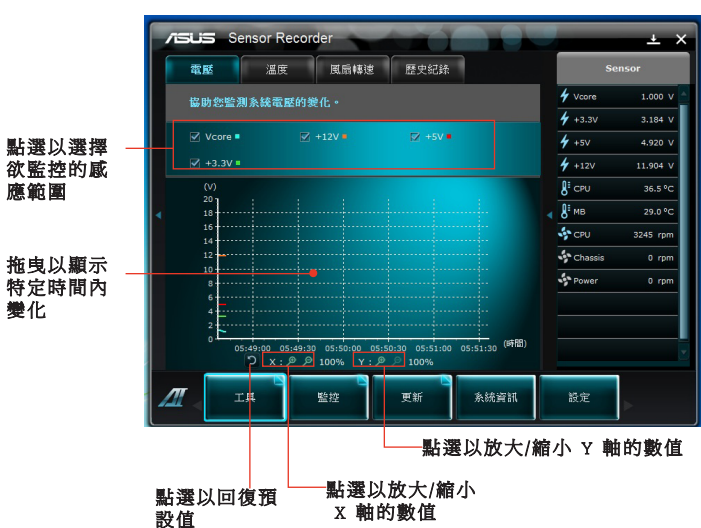 ASUS Sensor Recorder
電壓
溫度
風扇轉速
歷史紀錄
協助您監測系統電壓的變化。
Vcore
+12V
+5V
+3.3V
(V)
20
18
16
14
12
10
8
6
4
2
0
05:49:00 05:49:30 05:50:00 05:50:30 05:51:00 05:51:30
(時間)
X : 100% Y : 100%
Sensor
Vcore 1.000 V
+3.3V 3.184 V
+5V 4.920 V
+12V 11.904 V
CPU 36.5 °C
MB 29.0 °C
CPU 3245 rpm
Chassis 0 rpm
Power 0 rpm
工具
監控
更新
系統資訊
設定
點選以選擇
欲監控的感
應範圍
拖曳以顯示
特定時間內
變化
點選以放大/縮小 Y 軸的數值
點選以回復預
設值
點選以放大/縮小
X 軸的數值